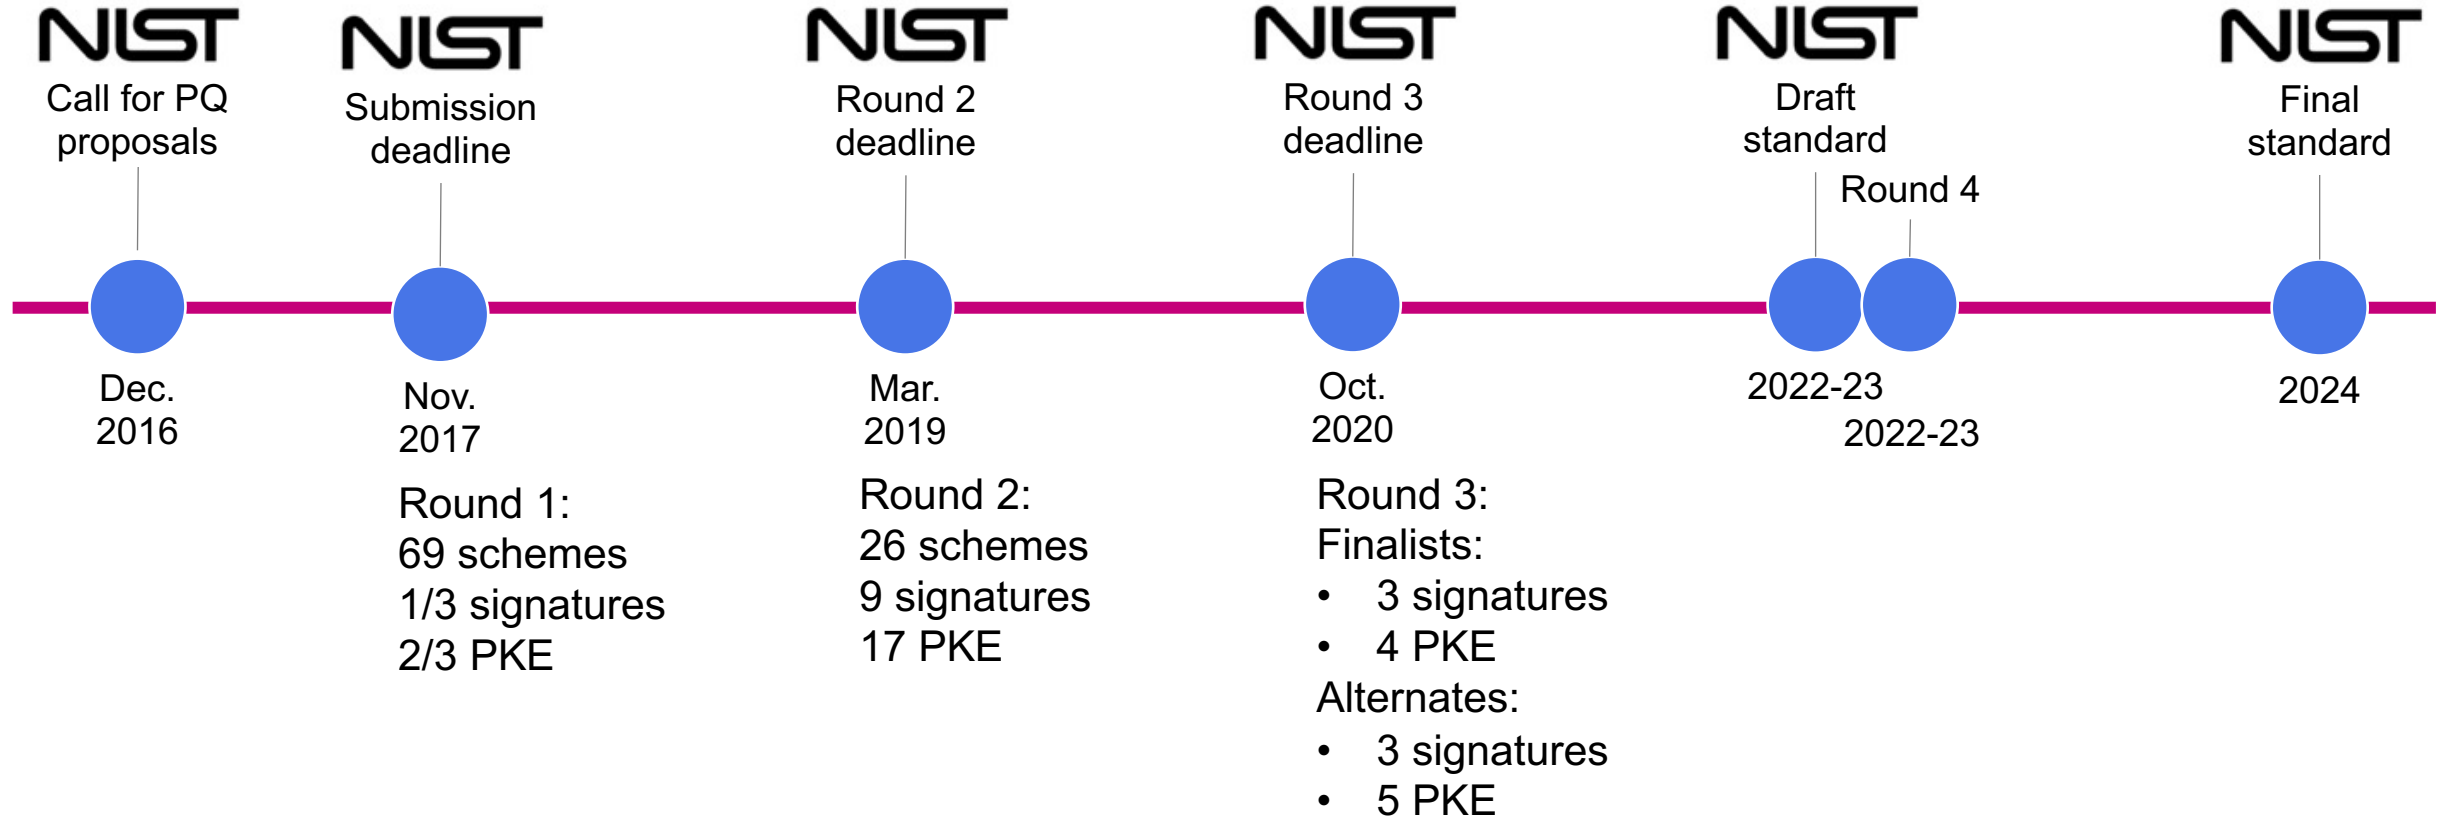 NIST
Call for PQ
proposals
Dec.
2016
NIST
Submission
deadline
Nov.
2017
Round 1:
69 schemes
1/3 signatures
2/3 PKE
NIST
Round 2
deadline
Mar.
2019
Round 2:
26 schemes
9 signatures
17 PKE
NIST
Round 3
deadline
Oct.
2020
Round 3:
Finalists:
• 3 signatures
• 4 PKE
Alternates:
• 3 signatures
• 5 PKE
NIST
Draft
standard
2022-23
Round 4
2022-23
NIST
Final
standard
2024